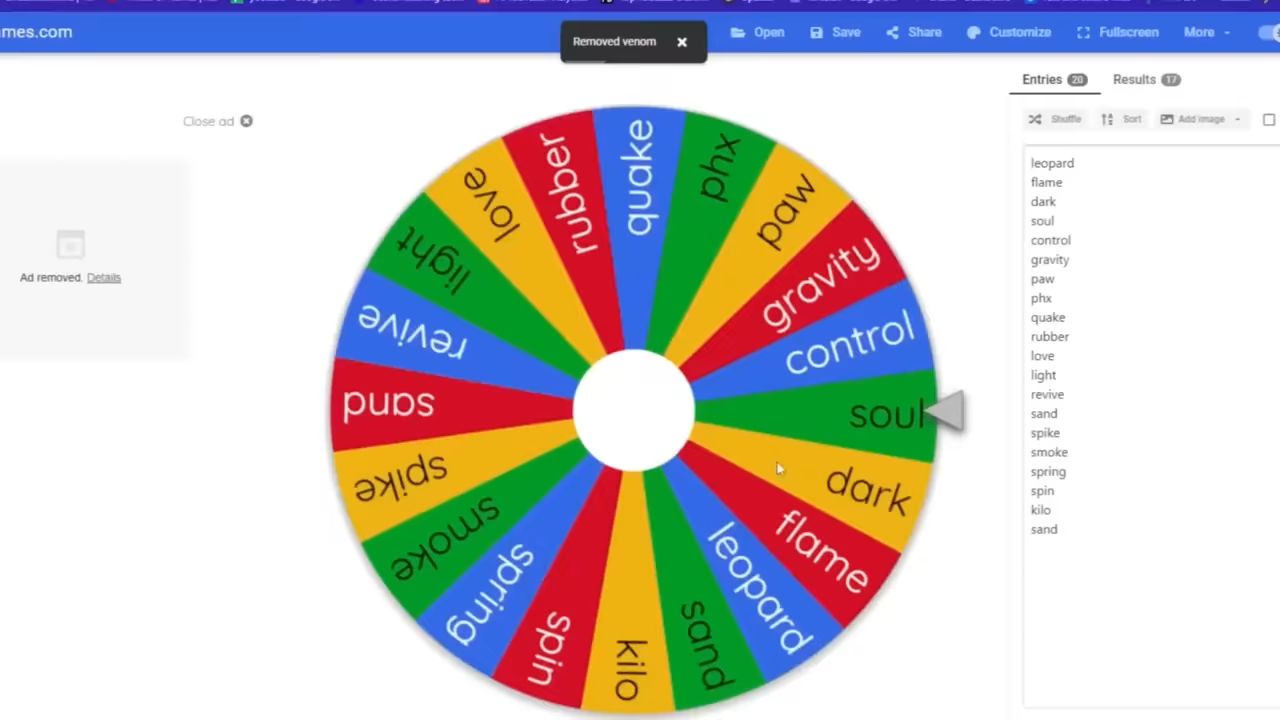 ames.com
Removed venom
Open
Save
Share
Customize
Fullscreen
More
Entries 20
Results 17
Shuffle
Sort
Add image
Close ad
Ad removed. Details
quake
phx
paw
gravity
control
soul
dark
flame
leopard
sand
kilo
spin
spring
smoke
spike
sand
revive
light
love
rubber
leopard
flame
dark
soul
control
gravity
paw
phx
quake
rubber
love
light
revive
sand
spike
smoke
spring
spin
kilo
sand